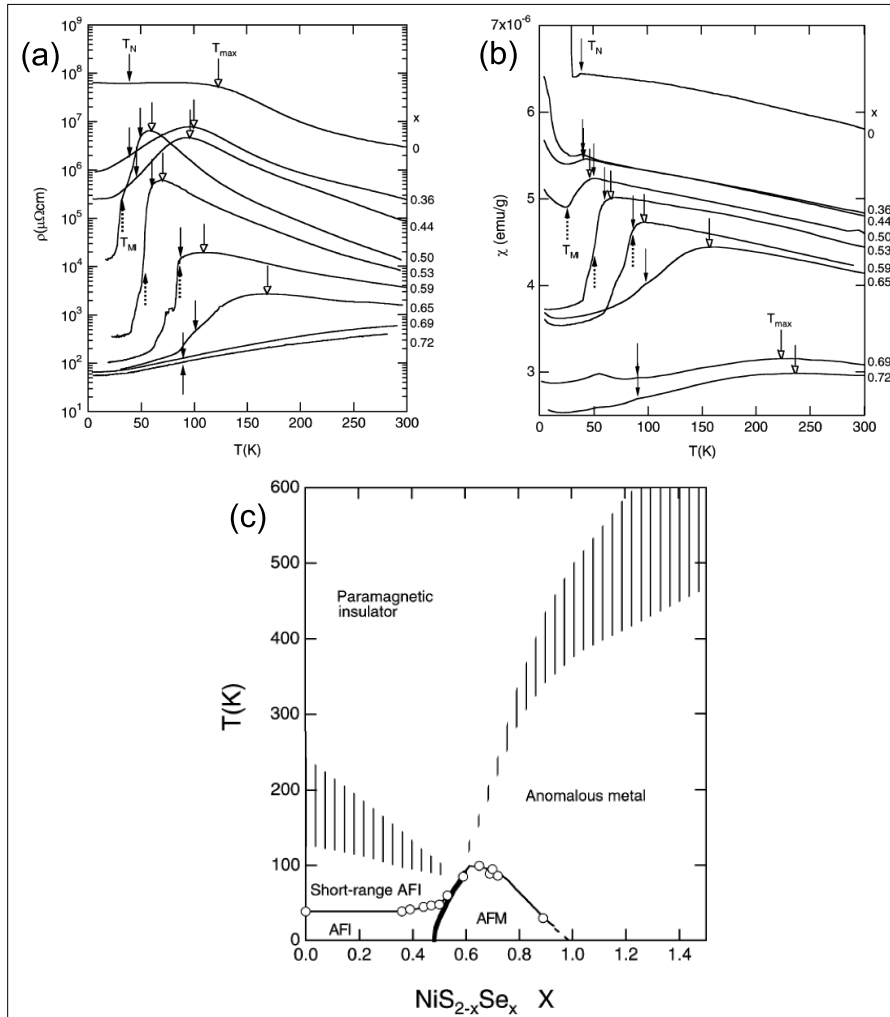 (a)
10^9
10^8
10^7
10^6
10^5
10^4
10^3
10^2
10^1
ρ(μΩcm)
T_N
T_max
T_MI
x
0
0.36
0.44
0.50
0.53
0.59
0.65
0.69
0.72
0 50 100 150 200 250 300
T(K)
(b)
7x10^-6
6
5
4
3
χ (emu/g)
T_N
T_MI
T_max
x
0
0.36
0.44
0.50
0.53
0.59
0.65
0.69
0.72
0 50 100 150 200 250 300
T(K)
(c)
600
500
400
300
200
100
0
T(K)
Paramagnetic
insulator
Anomalous metal
Short-range AFI
AFI
AFM
0.0 0.2 0.4 0.6 0.8 1.0 1.2 1.4
NiS_2-xSe_x X